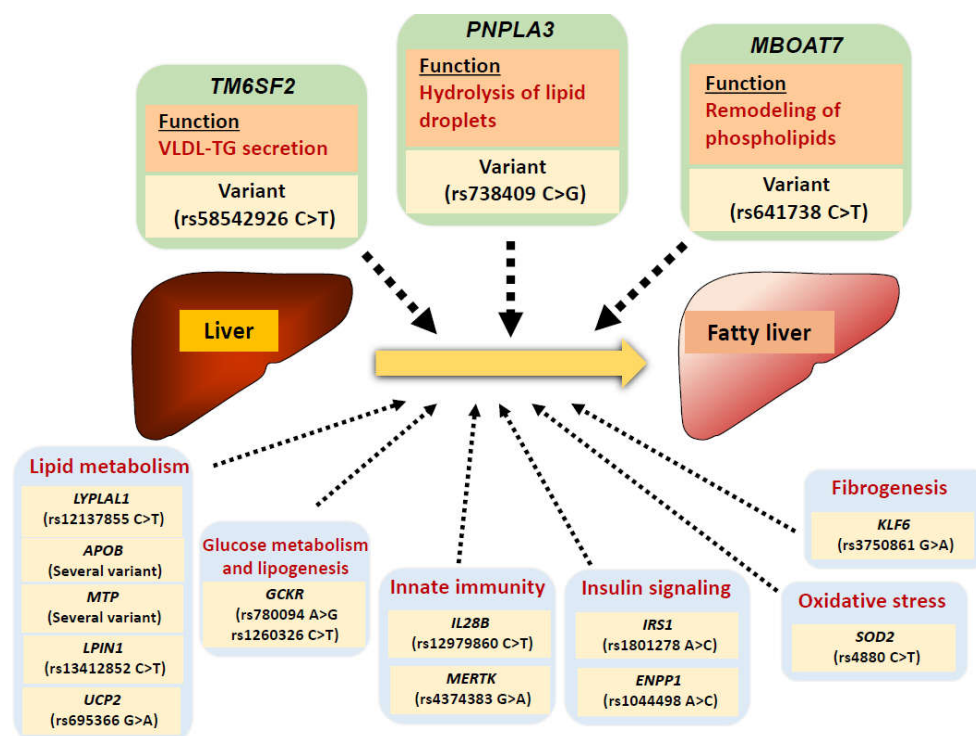 TM6SF2
Function
VLDL-TG secretion
Variant
(rs58542926 C>T)
PNPLA3
Function
Hydrolysis of lipid
droplets
Variant
(rs738409 C>G)
MBOAT7
Function
Remodeling of
phospholipids
Variant
(rs641738 C>T)
Liver
Fatty liver
Lipid metabolism
LYPLAL1
(rs12137855 C>T)
APOB
(Several variant)
MTP
(Several variant)
LPIN1
(rs13412852 C>T)
UCP2
(rs695366 G>A)
Glucose metabolism
and lipogenesis
GCKR
(rs780094 A>G
rs1260326 C>T)
Innate immunity
IL28B
(rs12979860 C>T)
MERTK
(rs4374383 G>A)
Insulin signaling
IRS1
(rs1801278 A>C)
ENPP1
(rs1044498 A>C)
Oxidative stress
SOD2
(rs4880 C>T)
Fibrogenesis
KLF6
(rs3750861 G>A)